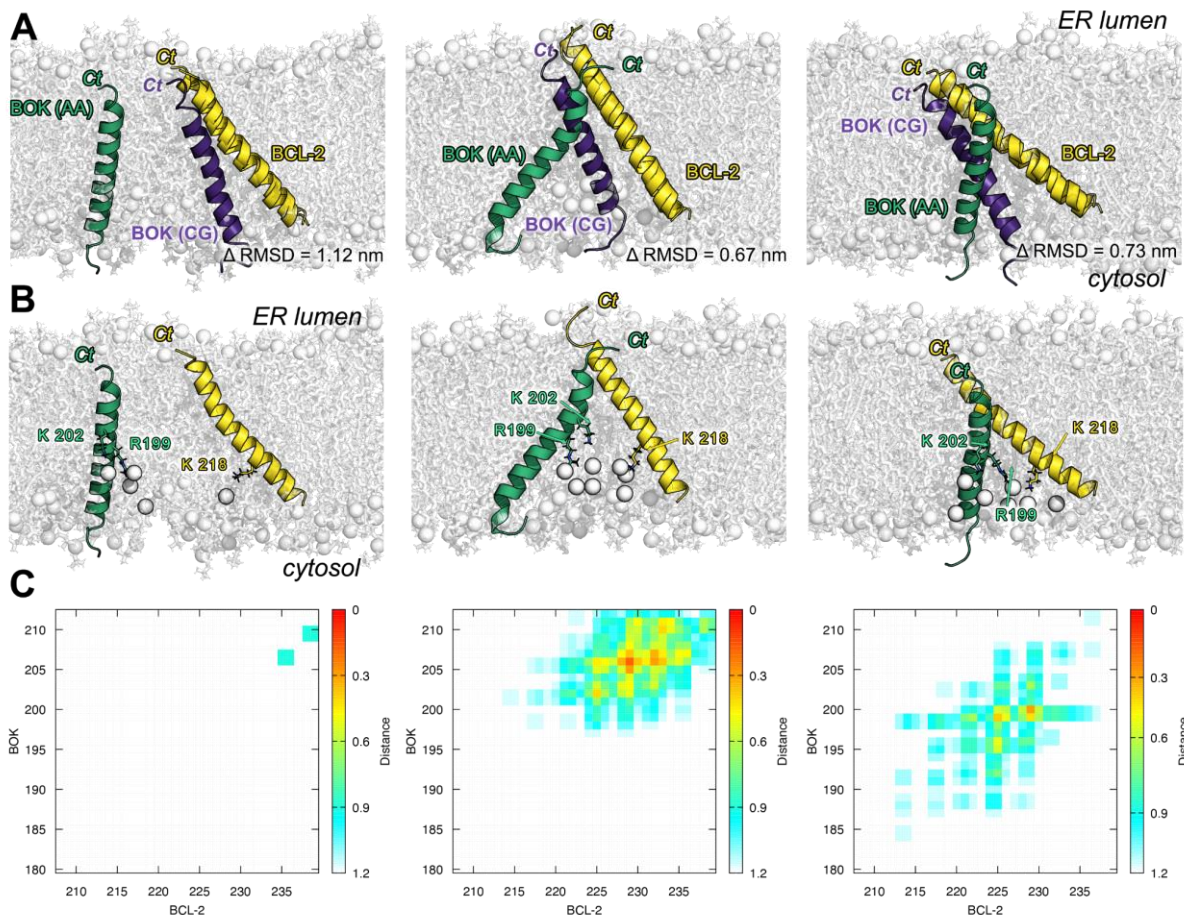 A
Ct
Ct
BOK (AA)
BCL-2
BOK (CG)
Δ RMSD = 1.12 nm
Ct
Ct
Ct
BOK (AA)
BCL-2
BOK (CG)
Δ RMSD = 0.67 nm
ER lumen
Ct
Ct
Ct
BOK (CG)
BCL-2
BOK (AA)
Δ RMSD = 0.73 nm
cytosol
B
ER lumen
Ct
Ct
K 202
R199
K 218
cytosol
Ct
Ct
K 202
R199
K 218
Ct
Ct
K 202
K 218
R199
C
BOK
210
205
200
195
190
185
180
210 215 220 225 230 235
BCL-2
0
0.3
0.6
0.9
1.2
Distance
BOK
210
205
200
195
190
185
180
210 215 220 225 230 235
BCL-2
0
0.3
0.6
0.9
1.2
Distance
BOK
210
205
200
195
190
185
180
210 215 220 225 230 235
BCL-2
0
0.3
0.6
0.9
1.2
Distance